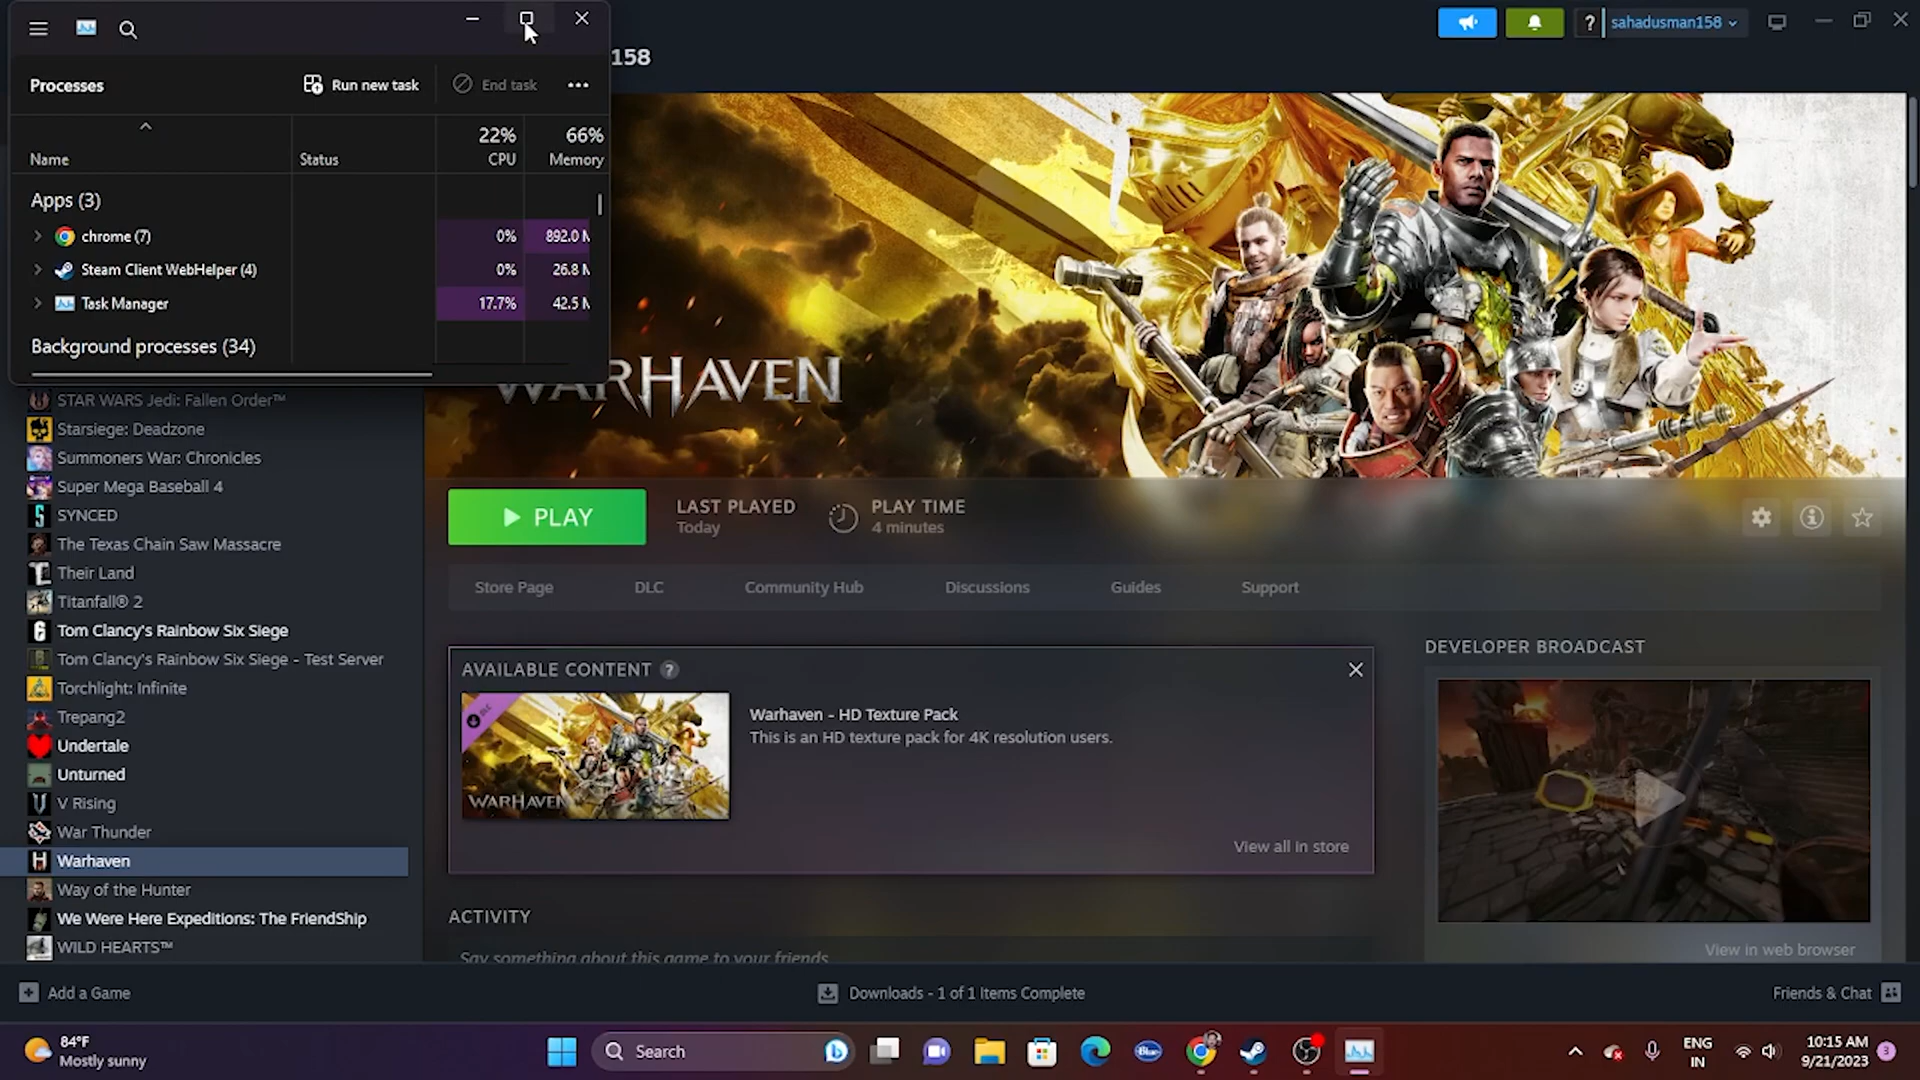 158
sahadusman158
?
Processes
Run new task
End task
22%
66%
Name
Status
CPU
Memory
Apps (3)
chrome (7)
0%
892.0 M
Steam Client WebHelper (4)
0%
26.8 M
Task Manager
17.7%
42.5 M
Background processes (34)
WARHAVEN
STAR WARS Jedi: Fallen Order™
Starsiege: Deadzone
Summoners War: Chronicles
Super Mega Baseball 4
SYNCED
The Texas Chain Saw Massacre
Their Land
Titanfall® 2
Tom Clancy's Rainbow Six Siege
Tom Clancy's Rainbow Six Siege - Test Server
Torchlight: Infinite
Trepang2
Undertale
Unturned
V Rising
War Thunder
Warhaven
Way of the Hunter
We Were Here Expeditions: The FriendShip
WILD HEARTS™
PLAY
LAST PLAYED
Today
PLAY TIME
4 minutes
Store Page
DLC
Community Hub
Discussions
Guides
Support
AVAILABLE CONTENT ?
DLC
WARHAVEN
Warhaven - HD Texture Pack
This is an HD texture pack for 4K resolution users.
View all in store
DEVELOPER BROADCAST
View in web browser
ACTIVITY
Say something about this game to your friends
Add a Game
Downloads - 1 of 1 Items Complete
Friends & Chat
84°F
Mostly sunny
Search
ENG
IN
10:15 AM
9/21/2023
3